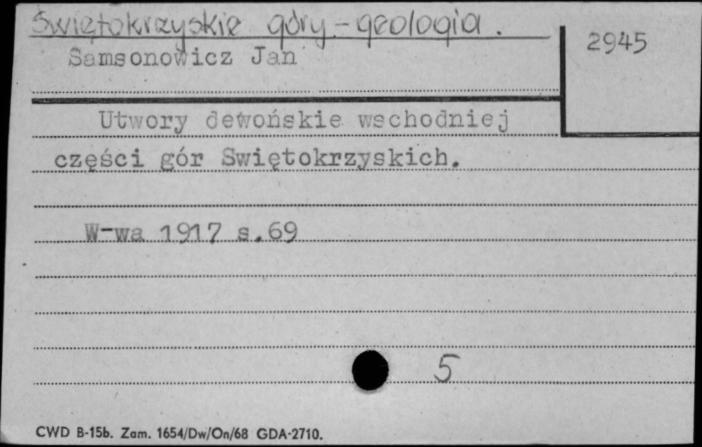 Świętokrzyskie góry - geologia.
2945
Samsonowicz Jan
Utwory dewońskie wschodniej
części gór Swiętokrzyskich.
W-wa 1917 s.69
5
CWD B-15b. Zam. 1654/Dw/On/68 GDA-2710.